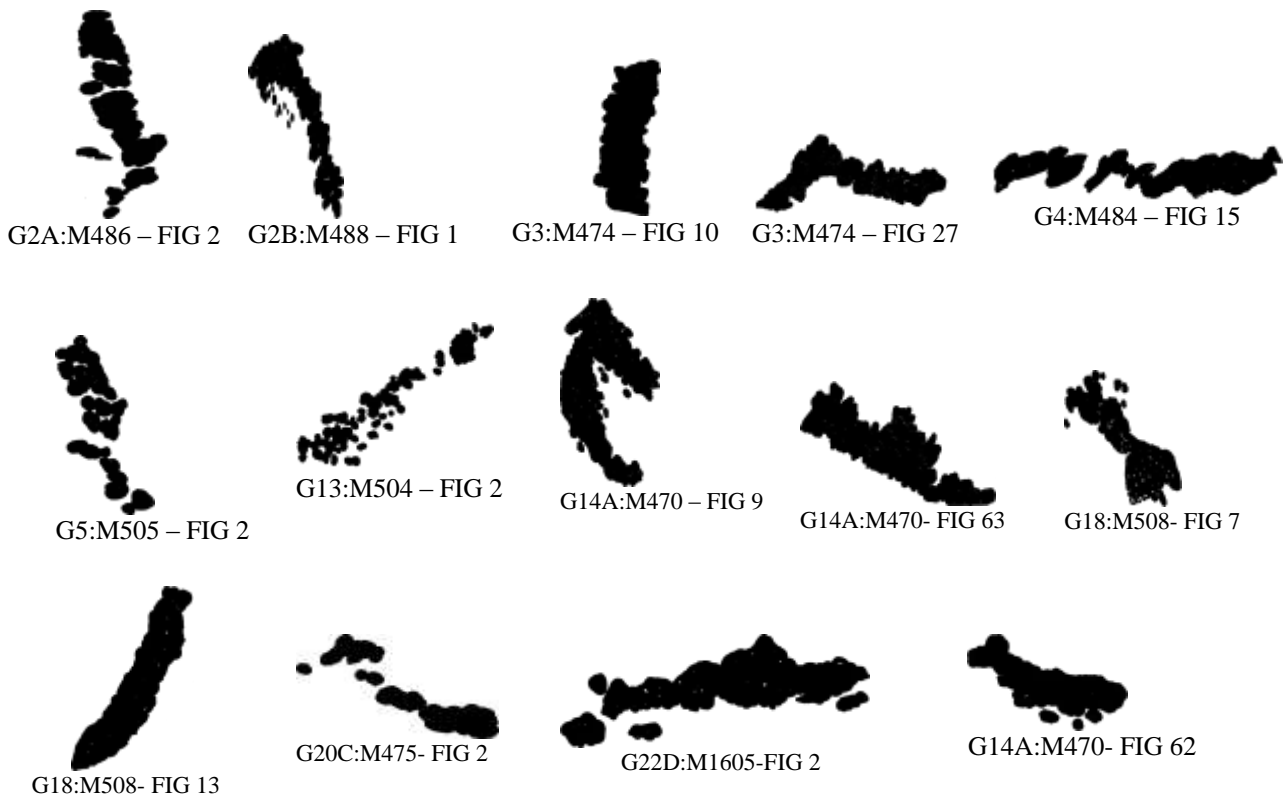 G2A:M486 – FIG 2
G2B:M488 – FIG 1
G3:M474 – FIG 10
G3:M474 – FIG 27
G4:M484 – FIG 15
G5:M505 – FIG 2
G13:M504 – FIG 2
G14A:M470 – FIG 9
G14A:M470- FIG 63
G18:M508- FIG 7
G18:M508- FIG 13
G20C:M475- FIG 2
G22D:M1605-FIG 2
G14A:M470- FIG 62